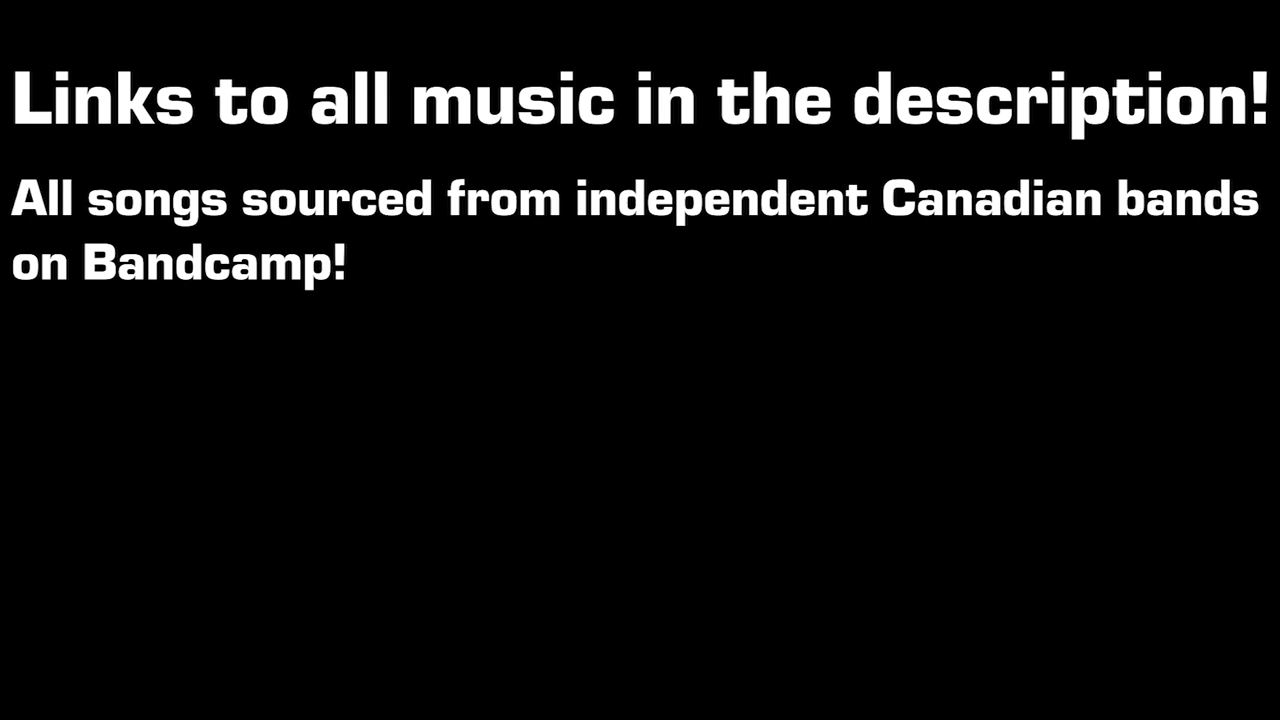 Links to all music in the description!
All songs sourced from independent Canadian bands
on Bandcamp!